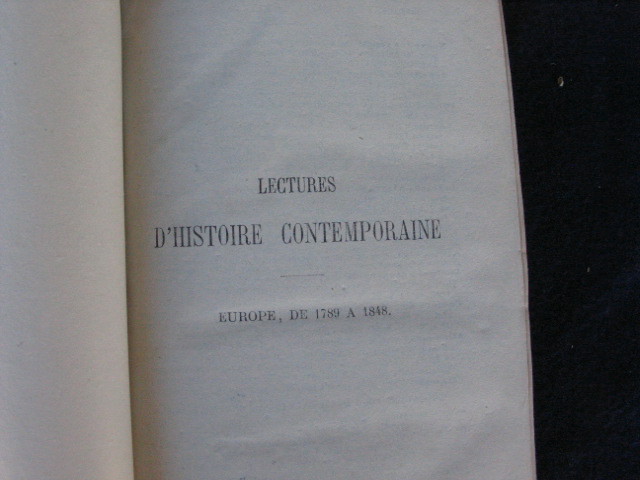 LECTURES
D'HISTOIRE CONTEMPORAINE
EUROPE, DE 1789 A 1848.